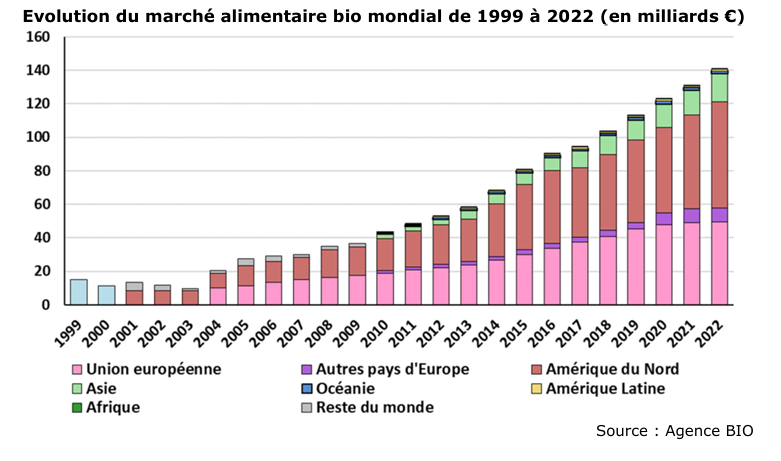 Evolution du marché alimentaire bio mondial de 1999 à 2022 (en milliards €)
160
140
120
100
80
60
40
20
0
1999 2000 2001 2002 2003 2004 2005 2006 2007 2008 2009 2010 2011 2012 2013 2014 2015 2016 2017 2018 2019 2020 2021 2022
Union européenne Autres pays d'Europe Amérique du Nord
Asie Océanie Amérique Latine
Afrique Reste du monde
Source : Agence BIO